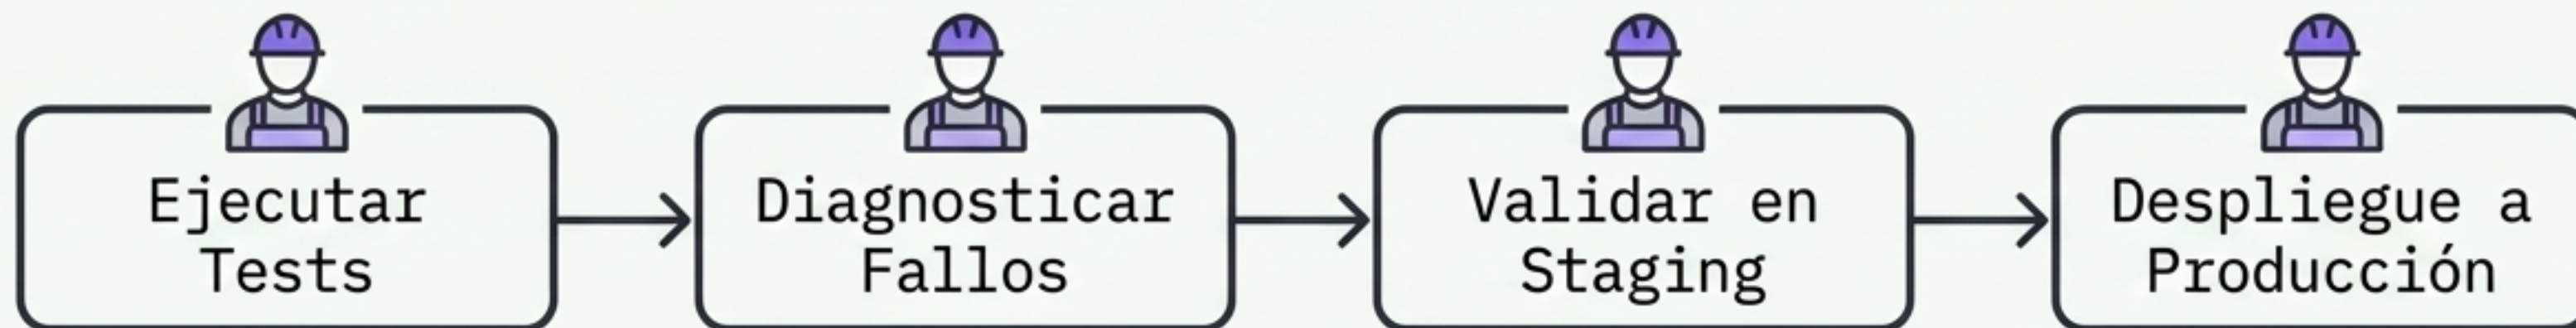 Ejecutar
Tests
Diagnosticar
Fallos
Validar en
Staging
Despliegue a
Producción